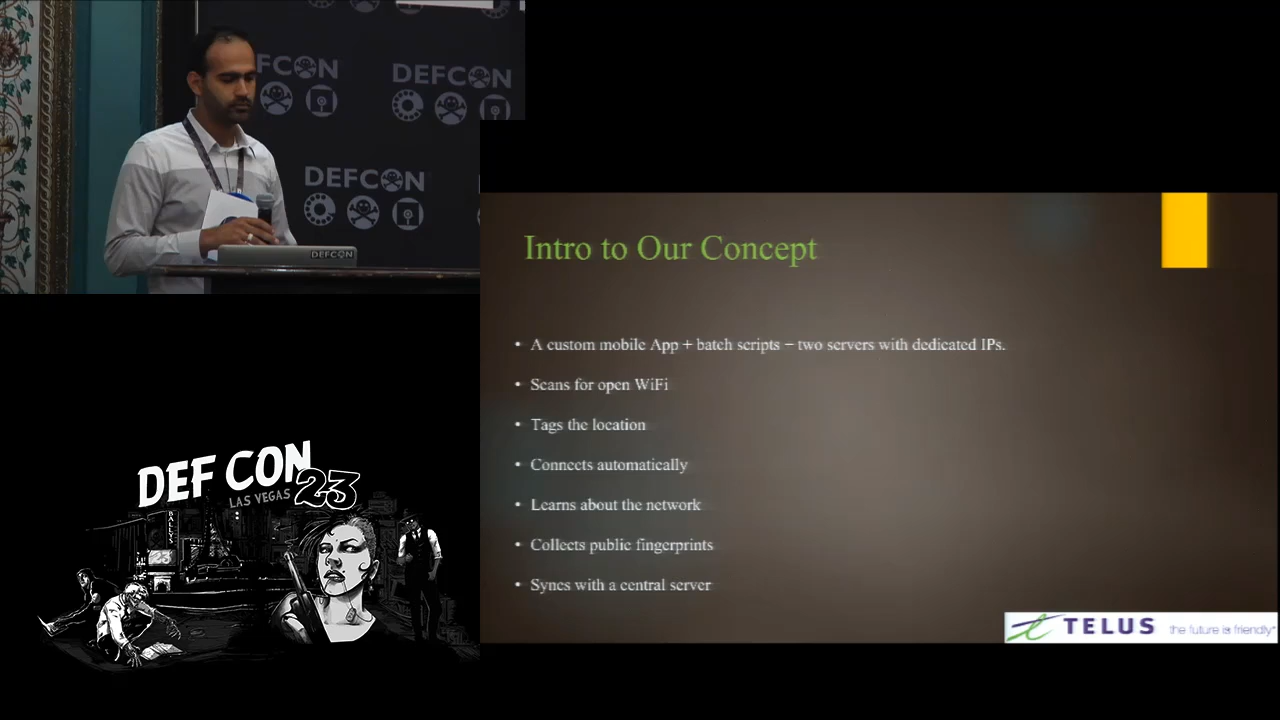 DEFCON
DEFCON
DEFCON
DEFCON
Intro to Our Concept
• A custom mobile App + batch scripts – two servers with dedicated IPs.
• Scans for open WiFi
• Tags the location
• Connects automatically
• Learns about the network
• Collects public fingerprints
• Syncs with a central server
TELUS the future is friendly®
DEF CON 23
LAS VEGAS
BALLYS
23